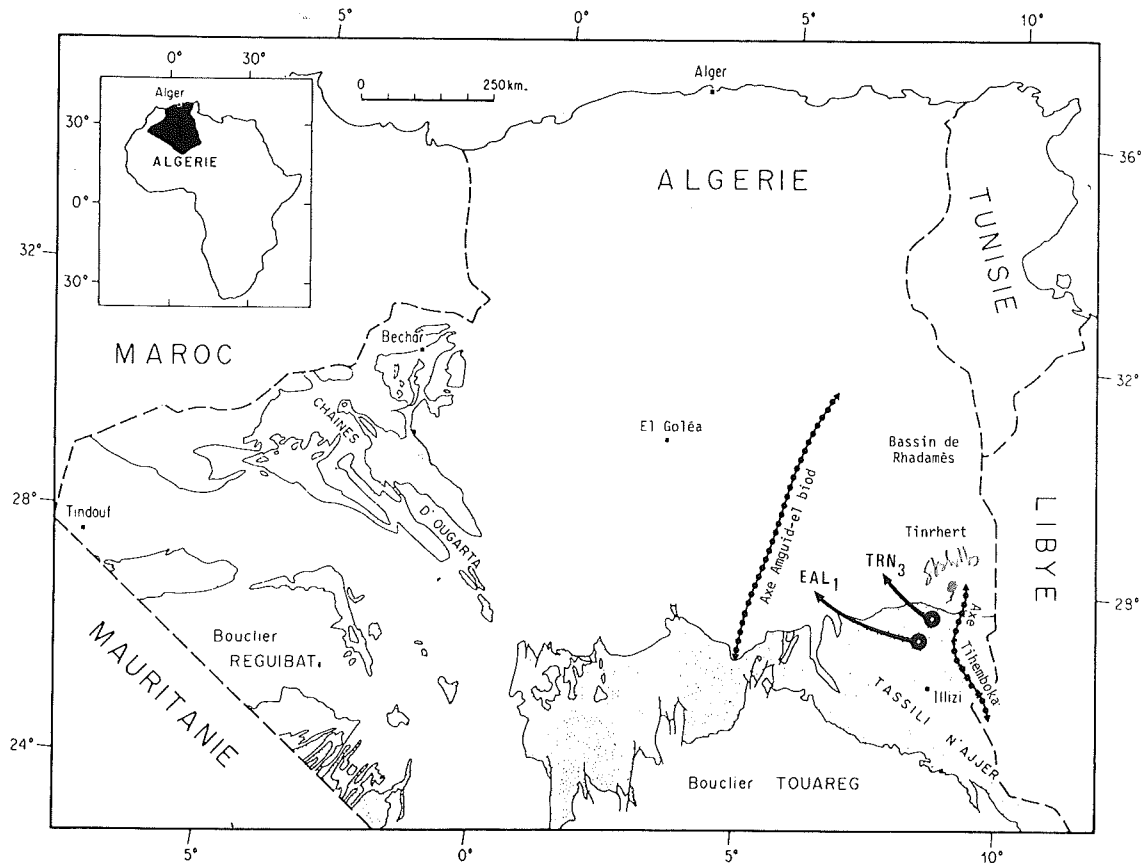 5°
0°
5°
10°
0°
30°
Alger
30°
ALGERIE
0°
30°
0
250 km.
Alger
36°
ALGERIE
TUNISIE
32°
Bechar
MAROC
32°
CHAINES
D'OUGARTA
El Goléa
Bassin de
Rhadamès
Axe Amguid-el biod
28°
Tindouf
LIBYE
Tinrhert
TRN3
EAL1
28°
Axe Tihemboka
Bouclier
REGUIBAT
Illizi
TASSILI N'AJJER
MAURITANIE
24°
Bouclier TOUAREG
5°
0°
5°
10°